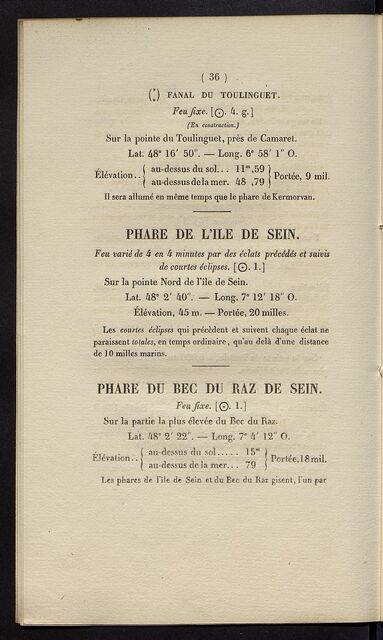 ( 36 )
(;) FANAL DU TOULINGUET.
Feu fixe. [⊙. 4. g.]
(En construction.)
Sur la pointe du Toulinguet, près de Camaret.
Lat. 48° 16′ 50″. — Long. 6° 58′ 1″ O.
Élévation.. { au-dessus du sol... 11m,59 } Portée, 9 mil.
au-dessus de la mer. 48 ,79
Il sera allumé en même temps que le phare de Kermorvan.
PHARE DE L'ILE DE SEIN.
Feu varié de 4 en 4 minutes par des éclats précédés et suivis
de courtes éclipses. [⊙. 1.]
Sur la pointe Nord de l'ile de Sein.
Lat. 48° 2′ 40″. — Long. 7° 12′ 18″ O.
Élévation, 45 m. — Portée, 20 milles.
Les courtes éclipses qui précèdent et suivent chaque éclat ne
paraissent totales, en temps ordinaire, qu'au delà d'une distance
de 10 milles marins.
PHARE DU BEC DU RAZ DE SEIN.
Feu fixe. [⊙. 1.]
Sur la partie la plus élevée du Bec du Raz.
Lat. 48° 2′ 22″. — Long. 7° 4′ 12″ O.
Élévation.. { au-dessus du sol..... 15m } Portée, 18 mil.
au-dessus de la mer... 79
Les phares de l'ile de Sein et du Bec du Raz gisent, l'un par